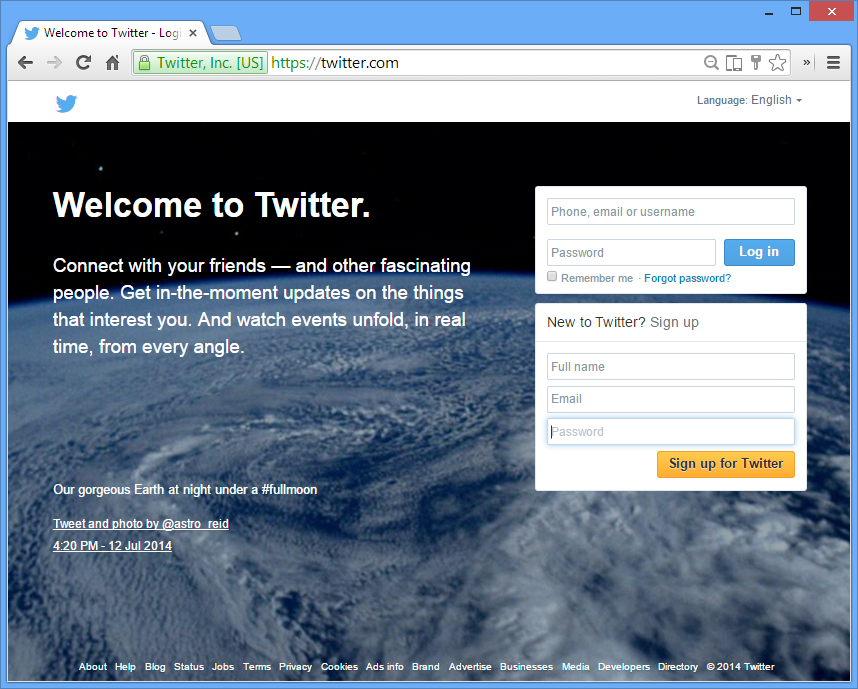 Welcome to Twitter - Log
Twitter, Inc. [US] https://twitter.com
Language: English
Welcome to Twitter.
Connect with your friends — and other fascinating
people. Get in-the-moment updates on the things
that interest you. And watch events unfold, in real
time, from every angle.
Our gorgeous Earth at night under a #fullmoon
Tweet and photo by @astro_reid
4:20 PM - 12 Jul 2014
Phone, email or username
Password
Log in
Remember me · Forgot password?
New to Twitter? Sign up
Full name
Email
Password
Sign up for Twitter
About Help Blog Status Jobs Terms Privacy Cookies Ads info Brand Advertise Businesses Media Developers Directory © 2014 Twitter